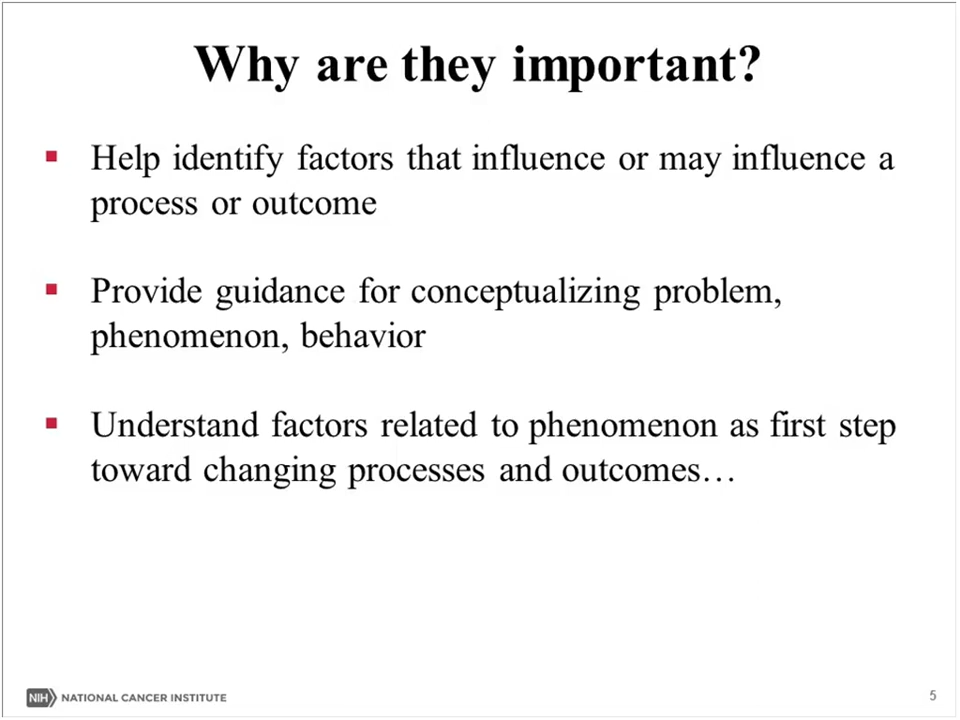 Why are they important?
Help identify factors that influence or may influence a
process or outcome
Provide guidance for conceptualizing problem,
phenomenon, behavior
Understand factors related to phenomenon as first step
toward changing processes and outcomes…
NIH NATIONAL CANCER INSTITUTE
5